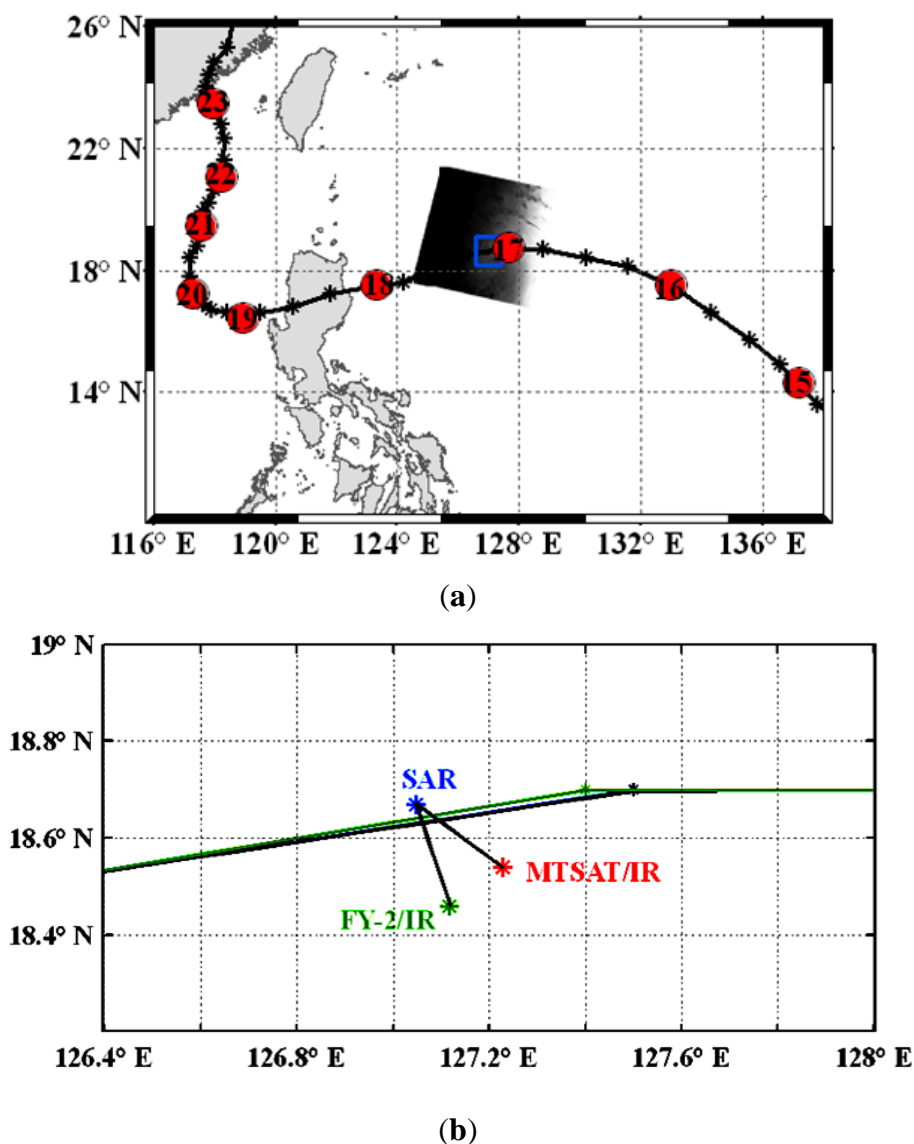 26° N
22° N
18° N
14° N
23
22
21
20
19
18
17
16
15
116° E 120° E 124° E 128° E 132° E 136° E
(a)
19° N
18.8° N
18.6° N
18.4° N
SAR
MTSAT/IR
FY-2/IR
126.4° E 126.8° E 127.2° E 127.6° E 128° E
(b)